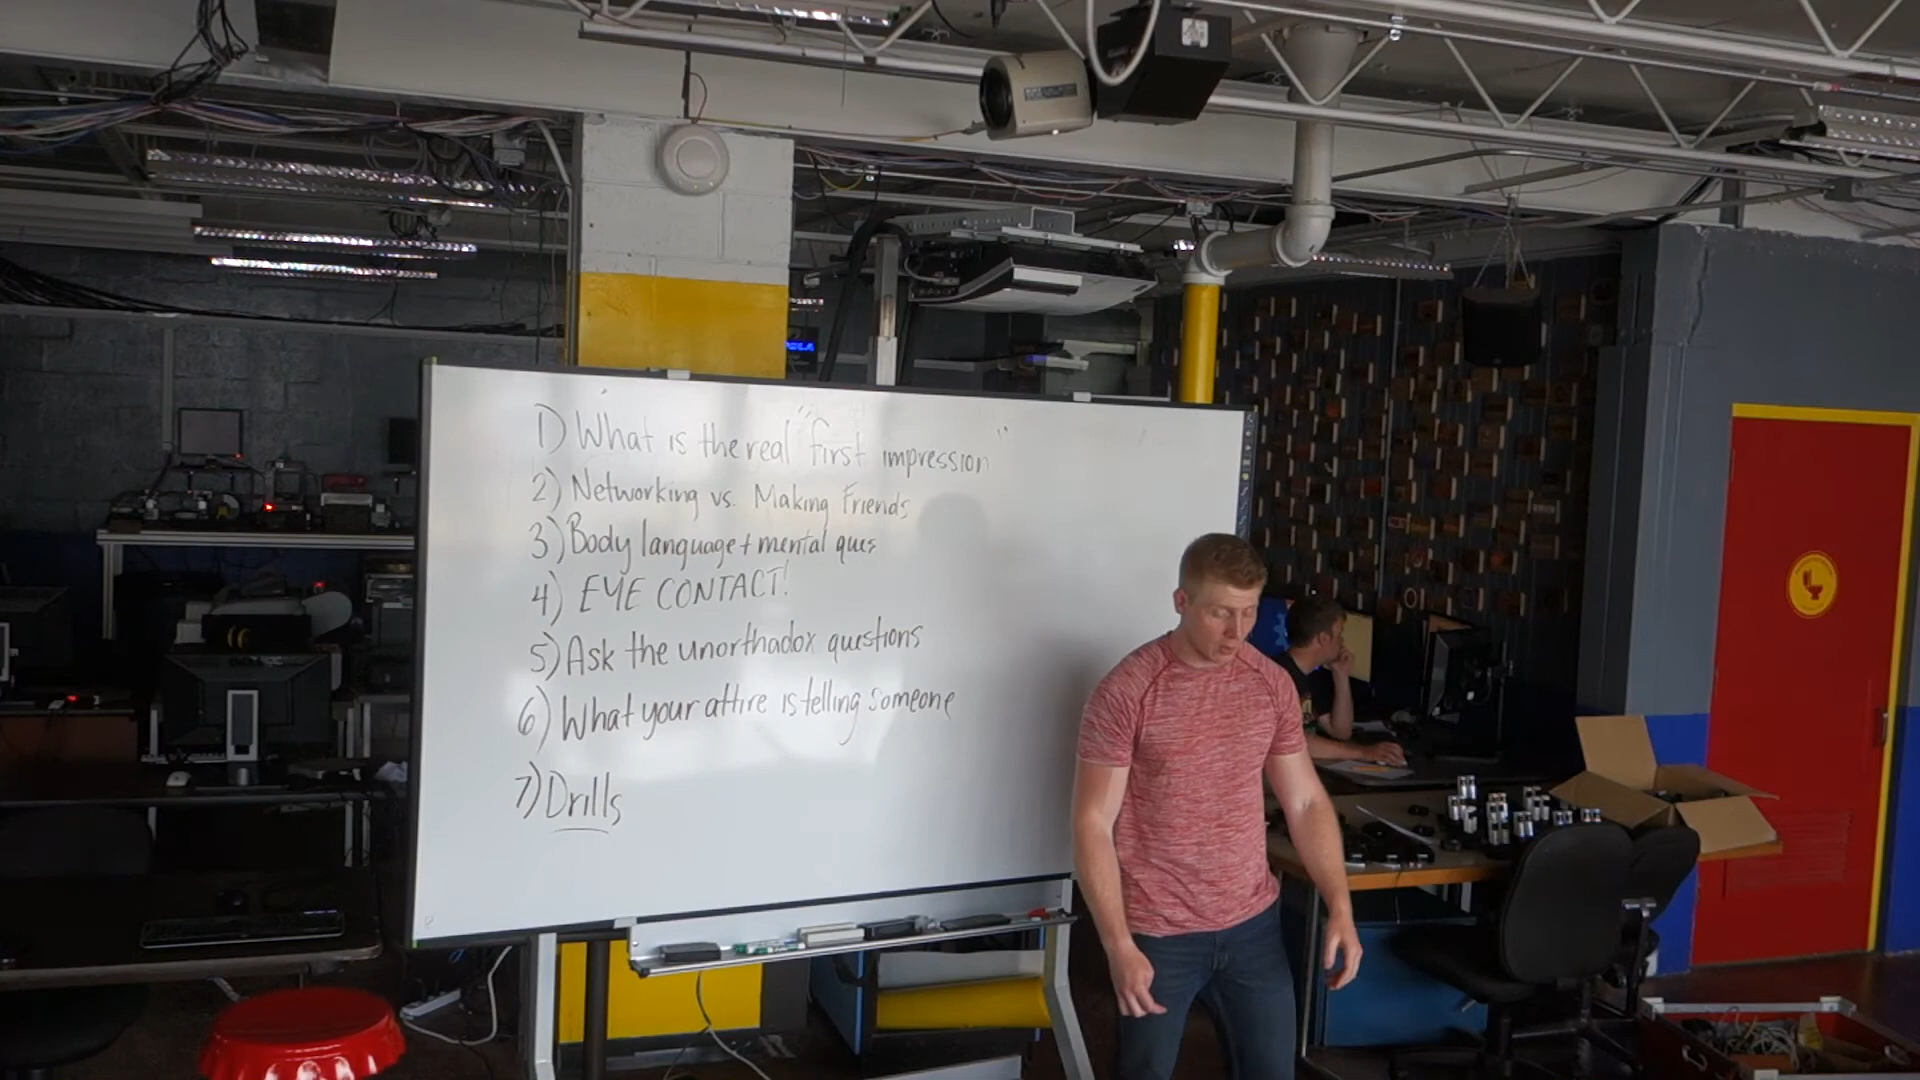 1) What is the real "first impression"
2) Networking vs. Making Friends
3) Body language + mental ques
4) EYE CONTACT!
5) Ask the unorthadox questions
6) What your attire is telling someone
7) Drills